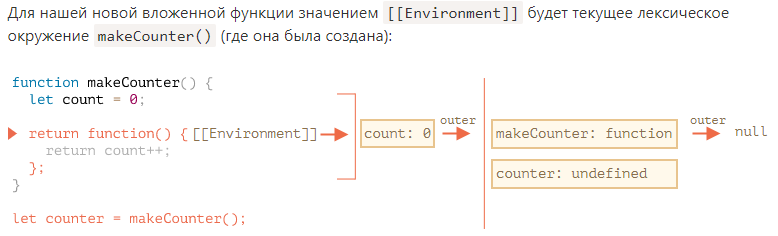 Для нашей новой вложенной функции значением [[Environment]] будет текущее лексическое
окружение makeCounter() (где она была создана):
function makeCounter() {
let count = 0;
return function() { [[Environment]]
return count++;
};
}
let counter = makeCounter();
count: 0
outer
makeCounter: function
counter: undefined
outer
null